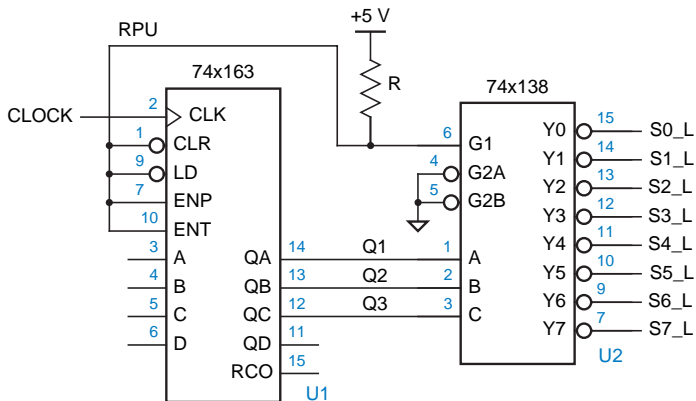 +5 V
RPU
R
74x163
74x138
CLOCK
2
CLK
1
CLR
9
LD
7
ENP
10
ENT
3
A
4
B
5
C
6
D
QA
14
Q1
QB
13
Q2
QC
12
Q3
QD
11
RCO
15
U1
6
G1
4
G2A
5
G2B
1
A
2
B
3
C
Y0
15
S0_L
Y1
14
S1_L
Y2
13
S2_L
Y3
12
S3_L
Y4
11
S4_L
Y5
10
S5_L
Y6
9
S6_L
Y7
7
S7_L
U2